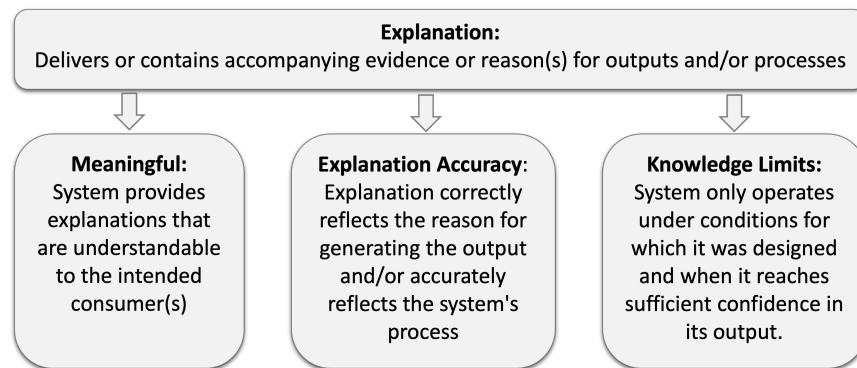 Explanation:
Delivers or contains accompanying evidence or reason(s) for outputs and/or processes
Meaningful:
System provides
explanations that
are understandable
to the intended
consumer(s)
Explanation Accuracy:
Explanation correctly
reflects the reason for
generating the output
and/or accurately
reflects the system's
process
Knowledge Limits:
System only operates
under conditions for
which it was designed
and when it reaches
sufficient confidence in
its output.